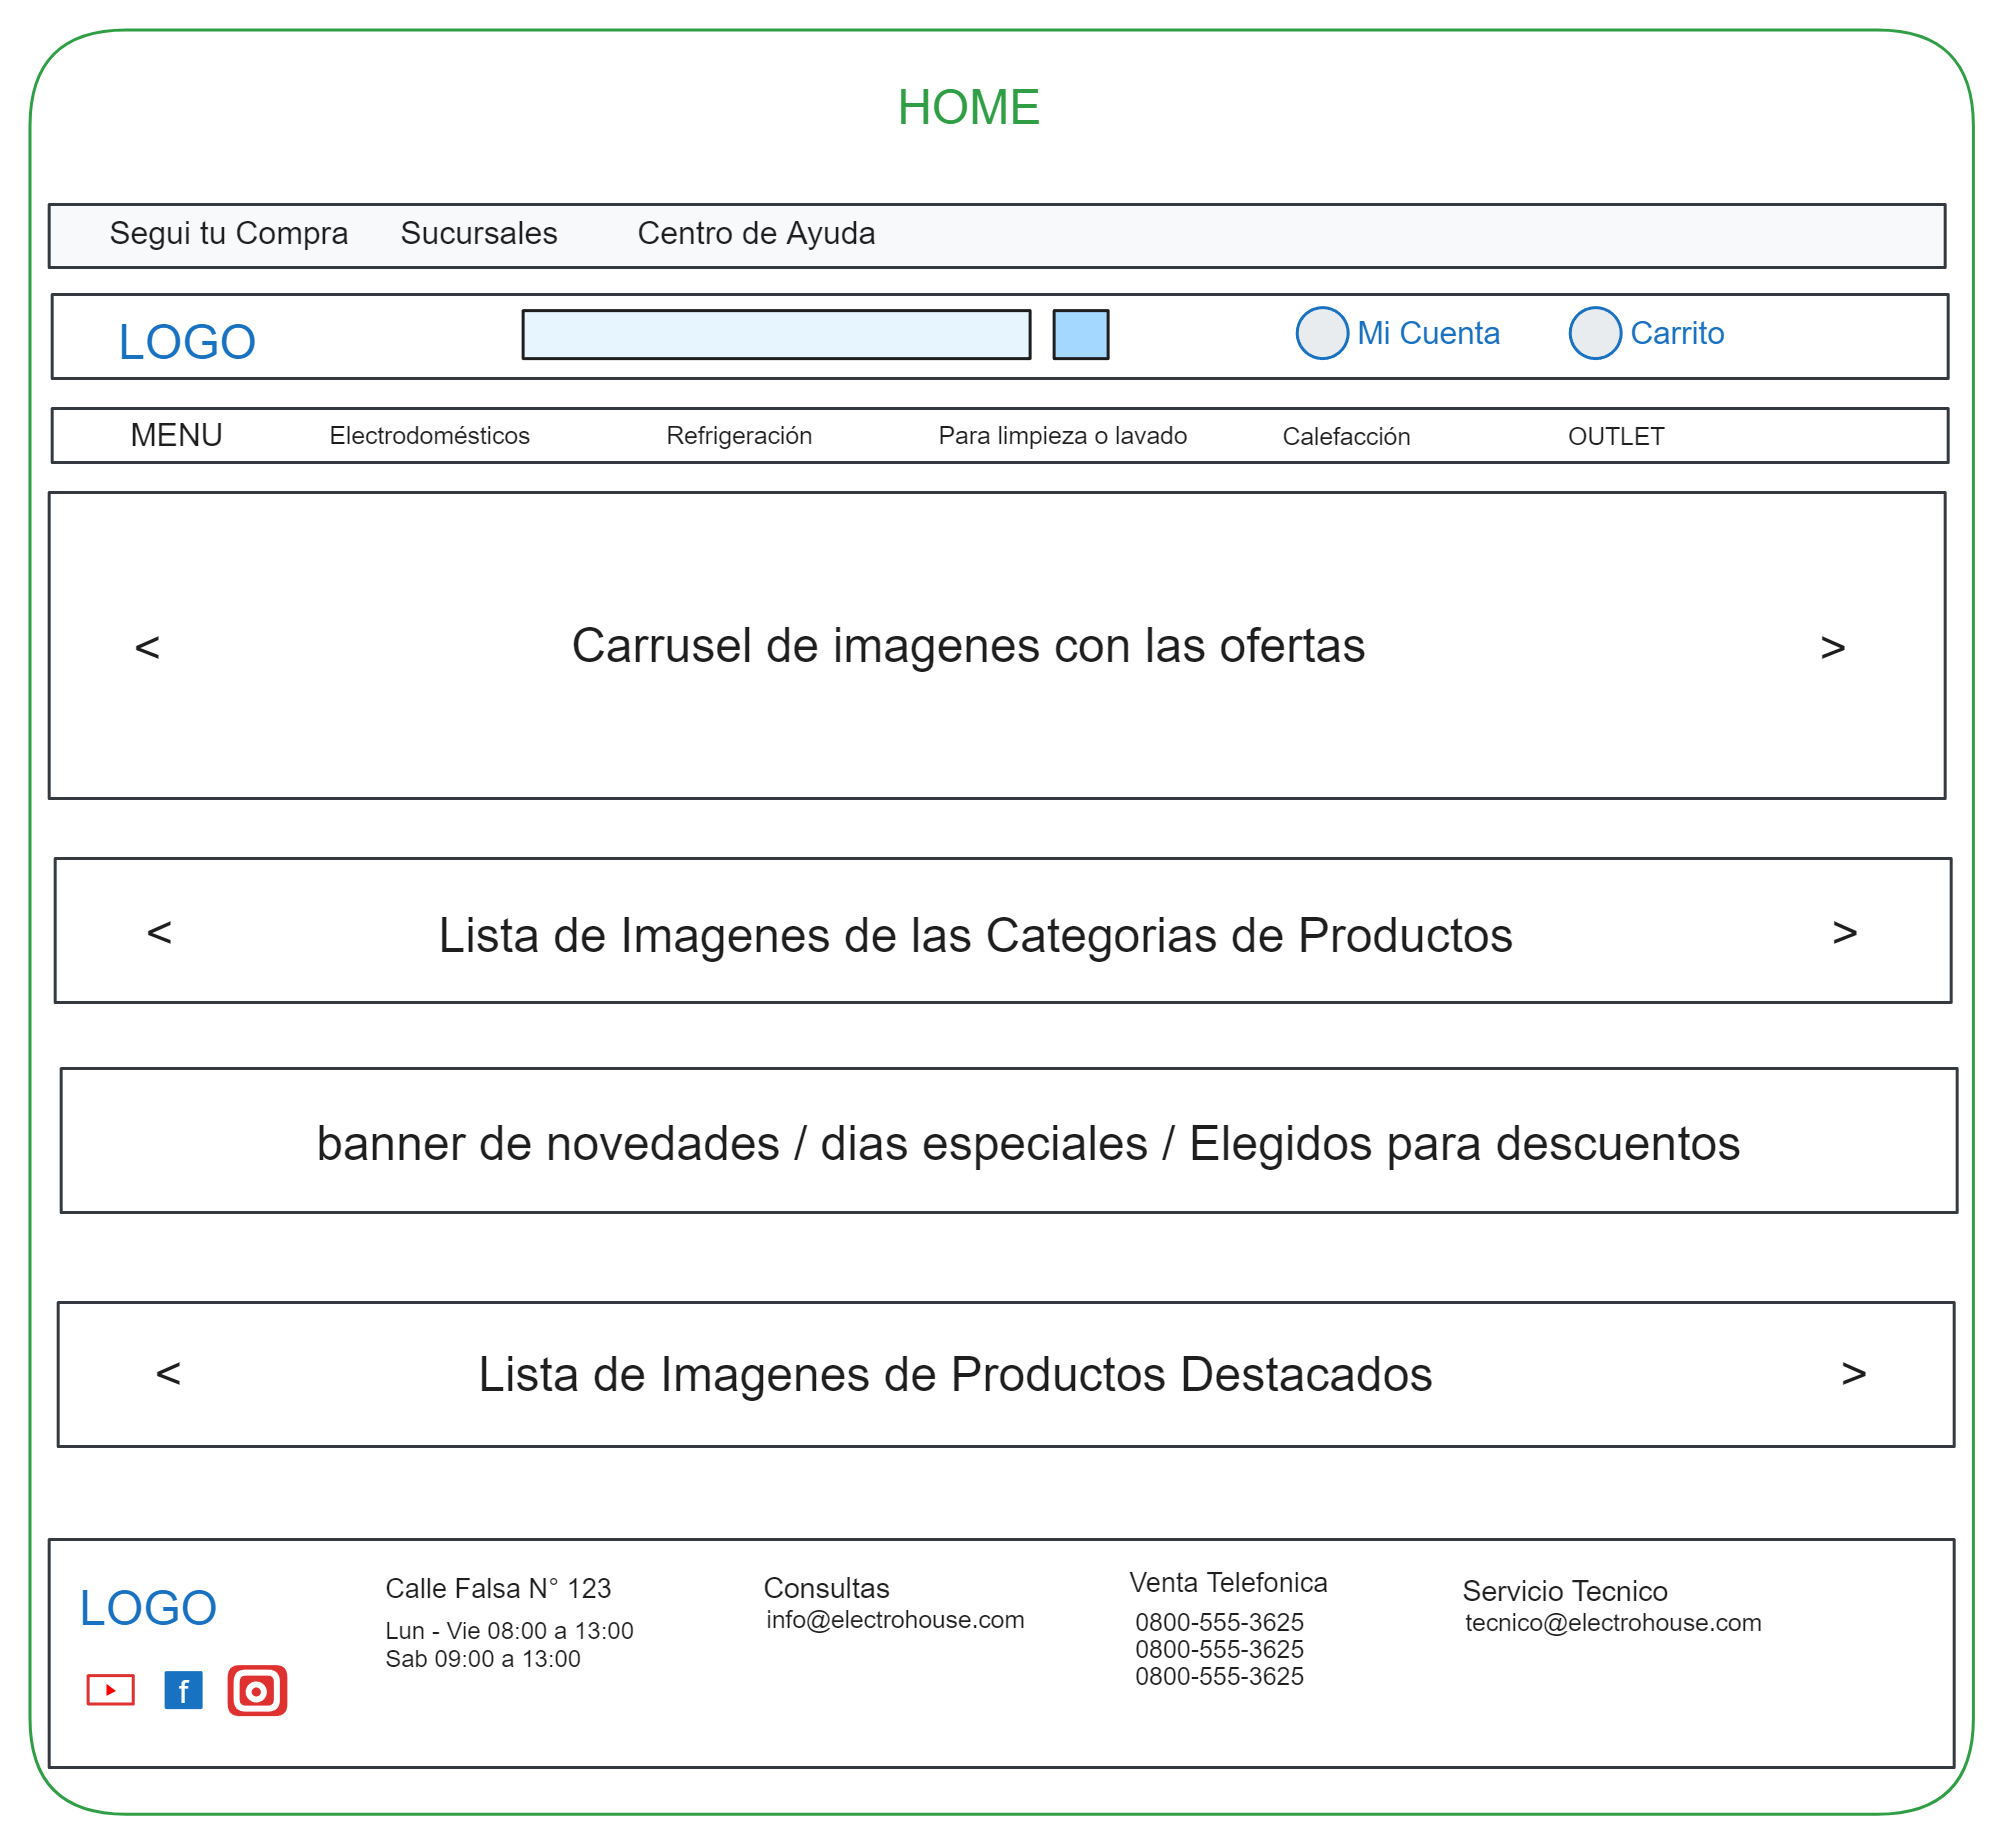 HOME
Segui tu Compra Sucursales Centro de Ayuda
LOGO Mi Cuenta Carrito
MENU Electrodomésticos Refrigeración Para limpieza o lavado Calefacción OUTLET
< Carrusel de imagenes con las ofertas >
< Lista de Imagenes de las Categorias de Productos >
banner de novedades / dias especiales / Elegidos para descuentos
< Lista de Imagenes de Productos Destacados >
LOGO
f
Calle Falsa N° 123
Lun - Vie 08:00 a 13:00
Sab 09:00 a 13:00
Consultas
info@electrohouse.com
Venta Telefonica
0800-555-3625
0800-555-3625
0800-555-3625
Servicio Tecnico
tecnico@electrohouse.com